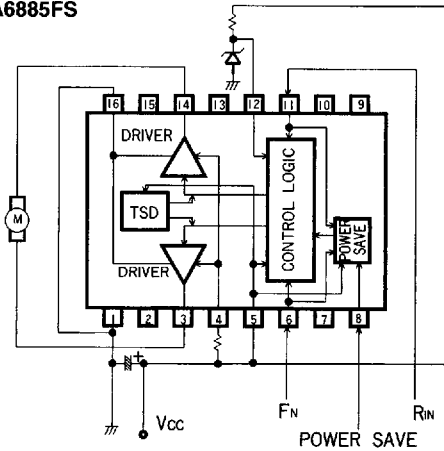 A6885FS
16 15 14 13 12 11 10 9
DRIVER
CONTROL LOGIC
TSD
POWER SAVE
M
DRIVER
1 2 3 4 5 6 7 8
+
VCC
FN
RIN
POWER SAVE